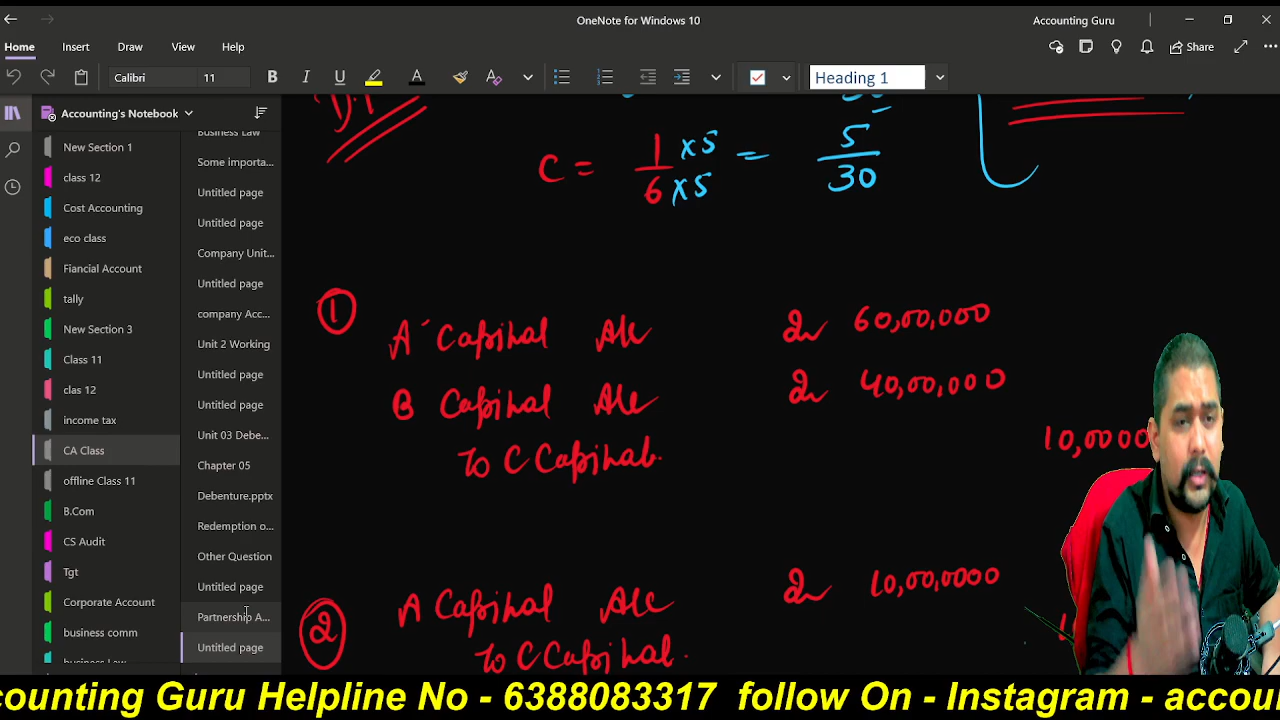 OneNote for Windows 10
Accounting Guru
Home Insert Draw View Help
Share
Calibri 11 B I U A Heading 1
Accounting's Notebook
New Section 1
class 12
Cost Accounting
eco class
Fiancial Account
tally
New Section 3
Class 11
clas 12
income tax
CA Class
offline Class 11
B.Com
CS Audit
Tgt
Corporate Account
business comm
business Law
Business Law
Some importa...
Untitled page
Untitled page
Company Unit...
Untitled page
company Acc...
Unit 2 Working
Untitled page
Untitled page
Unit 03 Debe...
Chapter 05
Debenture.pptx
Redemption o...
Other Question
Untitled page
Partnership A...
Untitled page
C = 1/6 x5 x5 = 5/30
①
A Capital A/c Dr 60,00,000
B Capital A/c Dr 40,00,000
To C Capital.
②
A Capital A/c Dr 10,00,0000
To C Capital.
ccounting Guru Helpline No - 6388083317 follow On - Instagram - accou